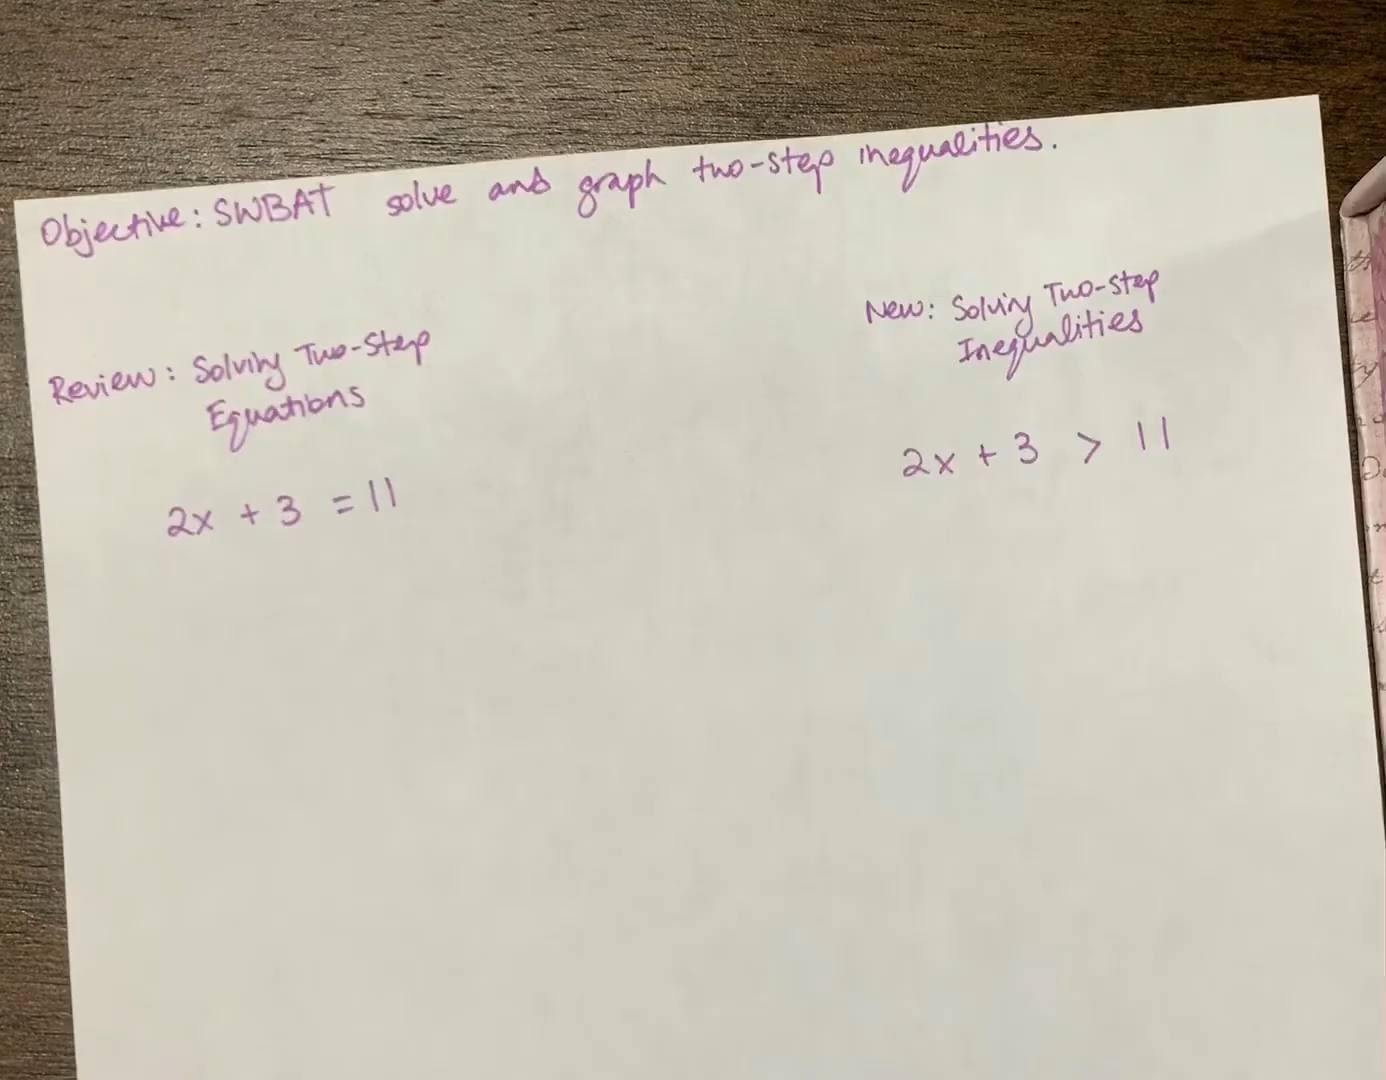 Objective: SWBAT solve and graph two-step inequalities.
Review: Solving Two-Step
Equations
2x + 3 = 11
New: Solving Two-Step
Inequalities
2x + 3 > 11